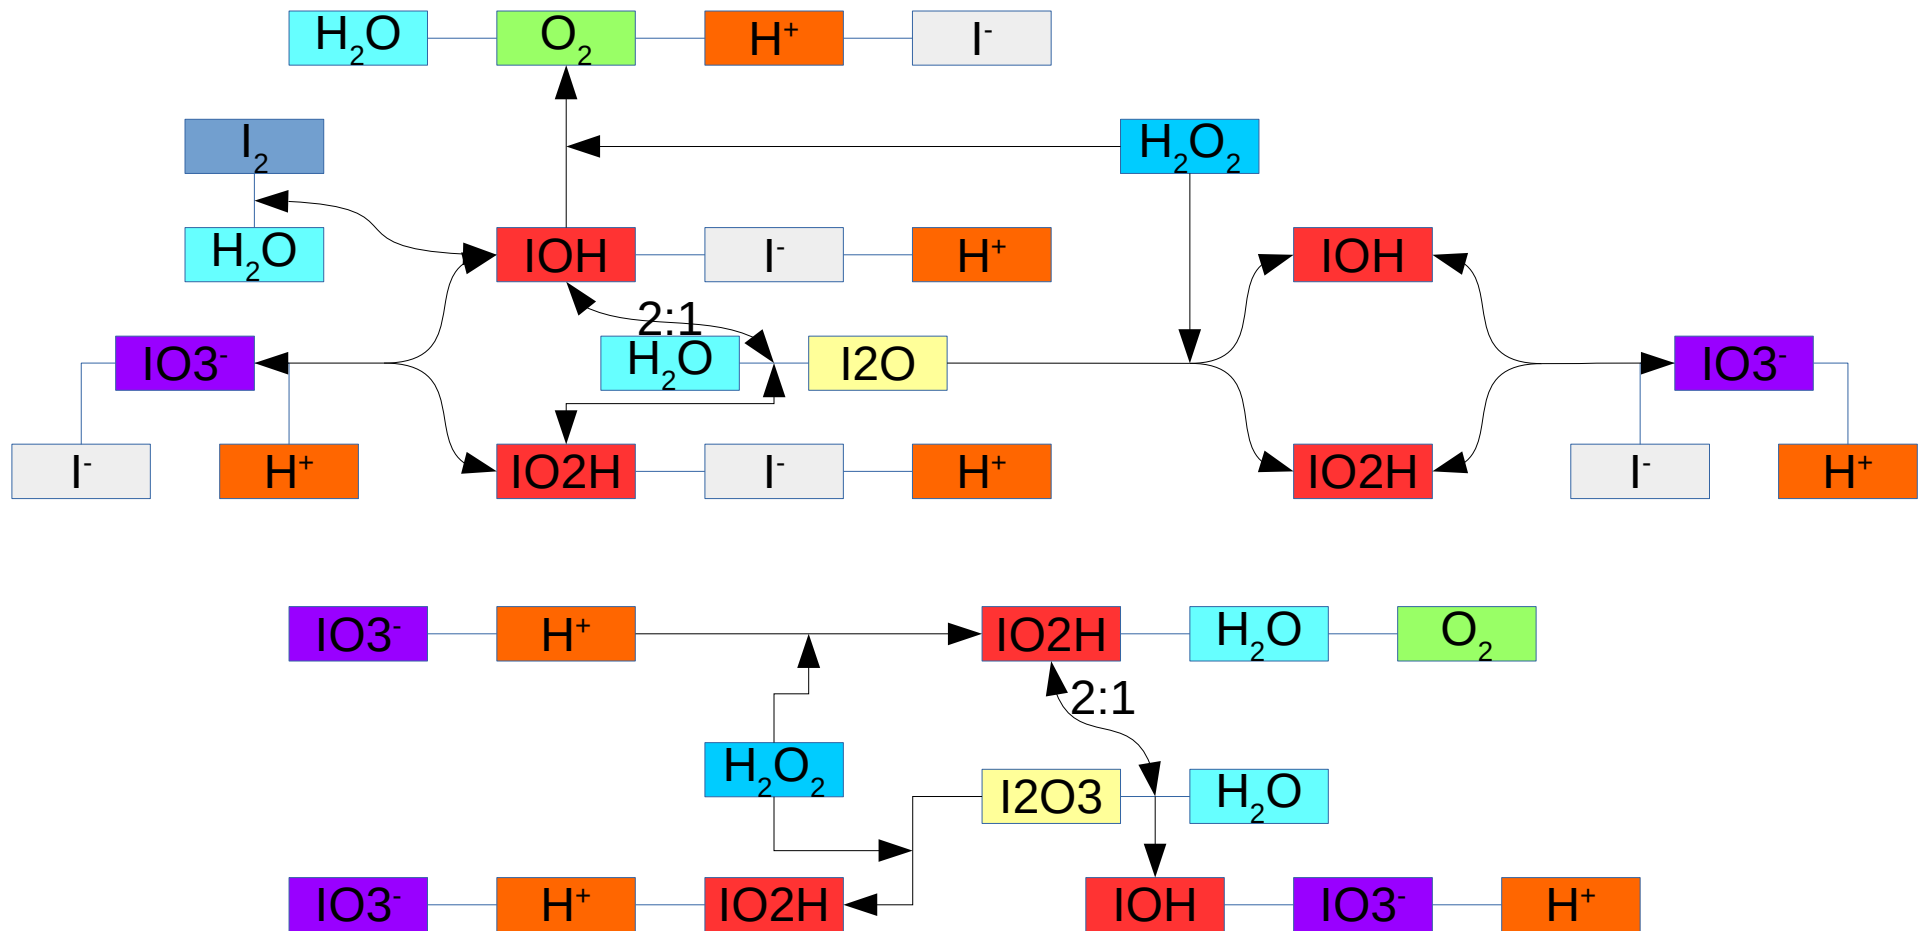 H₂O O₂ H⁺ I⁻
I₂ H₂O₂
H₂O IOH I⁻ H⁺ IOH
2:1
IO3⁻ H₂O I2O IO3⁻
I⁻ H⁺ IO2H I⁻ H⁺ IO2H I⁻ H⁺
IO3⁻ H⁺ IO2H H₂O O₂
2:1
H₂O₂ I2O3 H₂O
IO3⁻ H⁺ IO2H IOH IO3⁻ H⁺